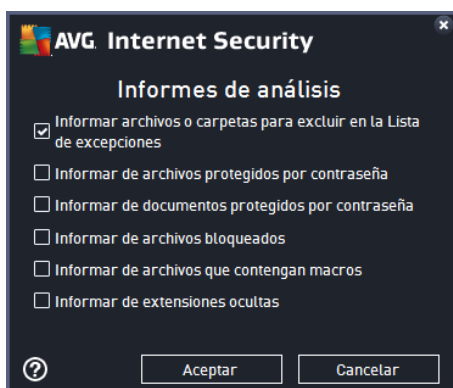 AVG. Internet Security
Informes de análisis
Informar archivos o carpetas para excluir en la Lista
de excepciones
Informar de archivos protegidos por contraseña
Informar de documentos protegidos por contraseña
Informar de archivos bloqueados
Informar de archivos que contengan macros
Informar de extensiones ocultas
? Aceptar Cancelar